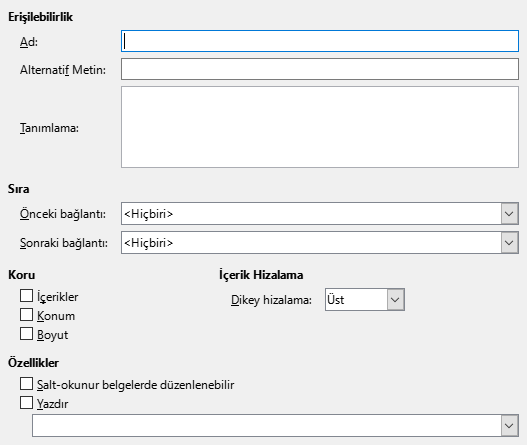 Erişilebilirlik
Ad:
Alternatif Metin:
Tanımlama:
Sıra
Önceki bağlantı: <Hiçbiri>
Sonraki bağlantı: <Hiçbiri>
Koru
İçerikler
Konum
Boyut
İçerik Hizalama
Dikey hizalama: Üst
Özellikler
Salt-okunur belgelerde düzenlenebilir
Yazdır